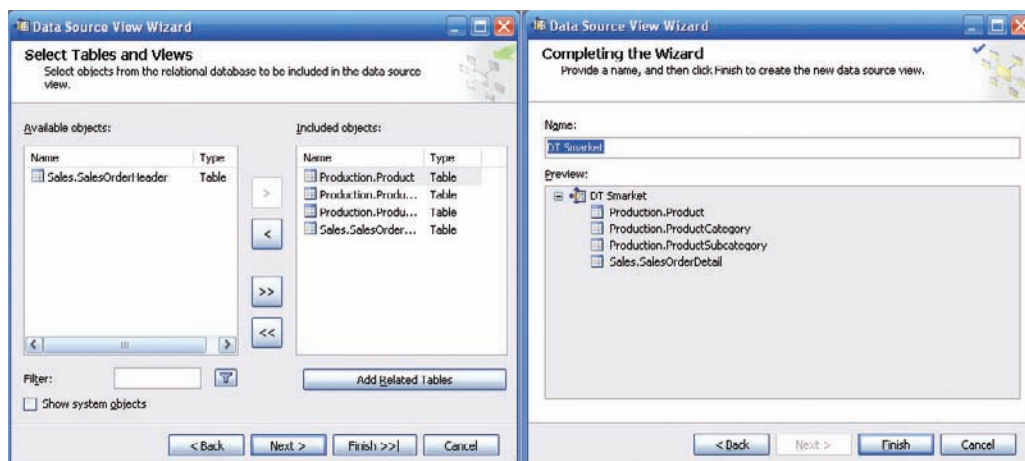 Data Source View Wizard
Select Tables and Views
Select objects from the relational database to be included in the data source
view.
Available objects:
Included objects:
Name Type
Sales.SalesOrderHeader Table
>
<
>>
<<
Name Type
Production.Product Table
Production.Produ... Table
Production.Produ... Table
Sales.SalesOrder... Table
Filter:
Add Related Tables
Show system objects
< Back Next > Finish >>| Cancel
Data Source View Wizard
Completing the Wizard
Provide a name, and then click Finish to create the new data source view.
Name:
DT Smarket
Preview:
DT Smarket
Production.Product
Production.ProductCategory
Production.ProductSubcategory
Sales.SalesOrderDetail
< Back Next > Finish Cancel